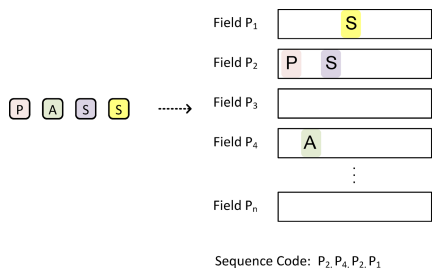 Field P₁ S
Field P₂ P S
Field P₃
P A S S
Field P₄ A
Field Pₙ
Sequence Code: P₂, P₄, P₂, P₁